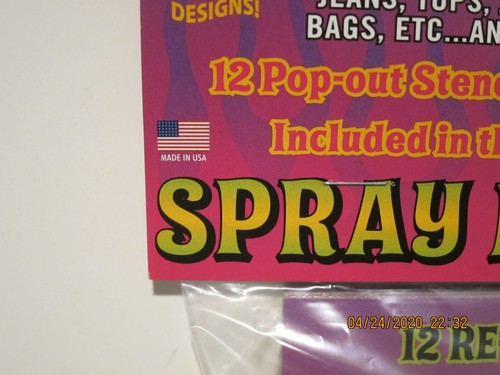 DESIGNS!
JEANS, TOPS,
BAGS, ETC...AN
12 Pop-out Stenc
Included in th
MADE IN USA
SPRAY
04/24/2020 22:32
12 RE